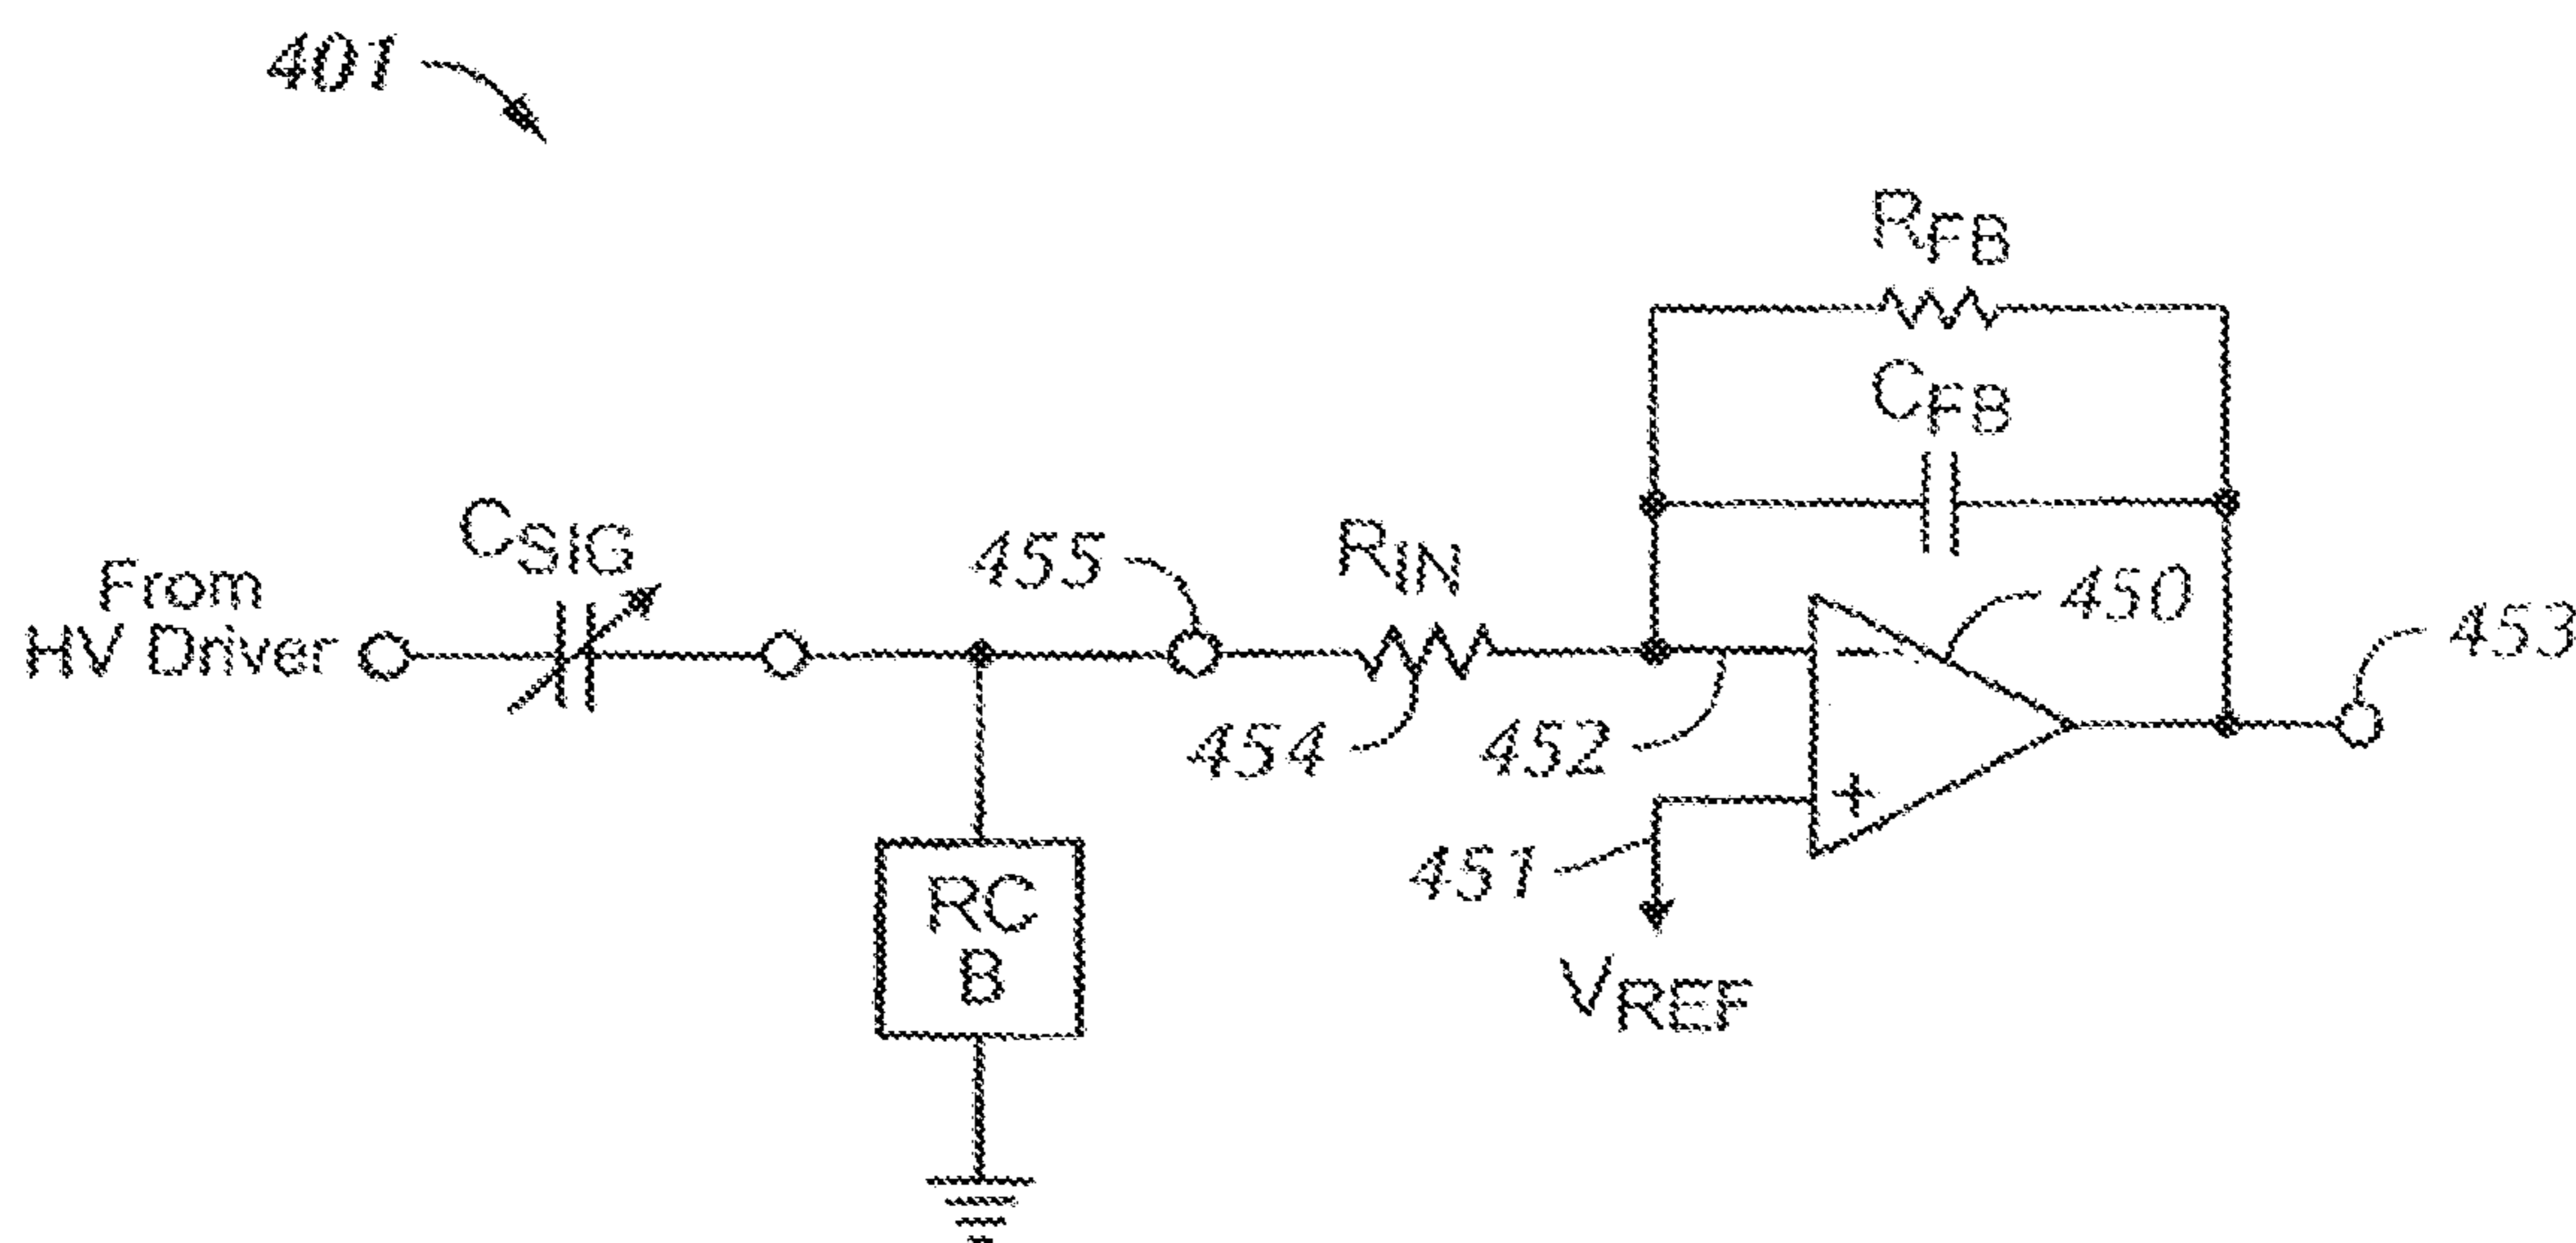 401
RFB
CFB
CSIG
From
HV Driver
455
RIN
454
452
450
453
451
VREF
RC
B
−
+